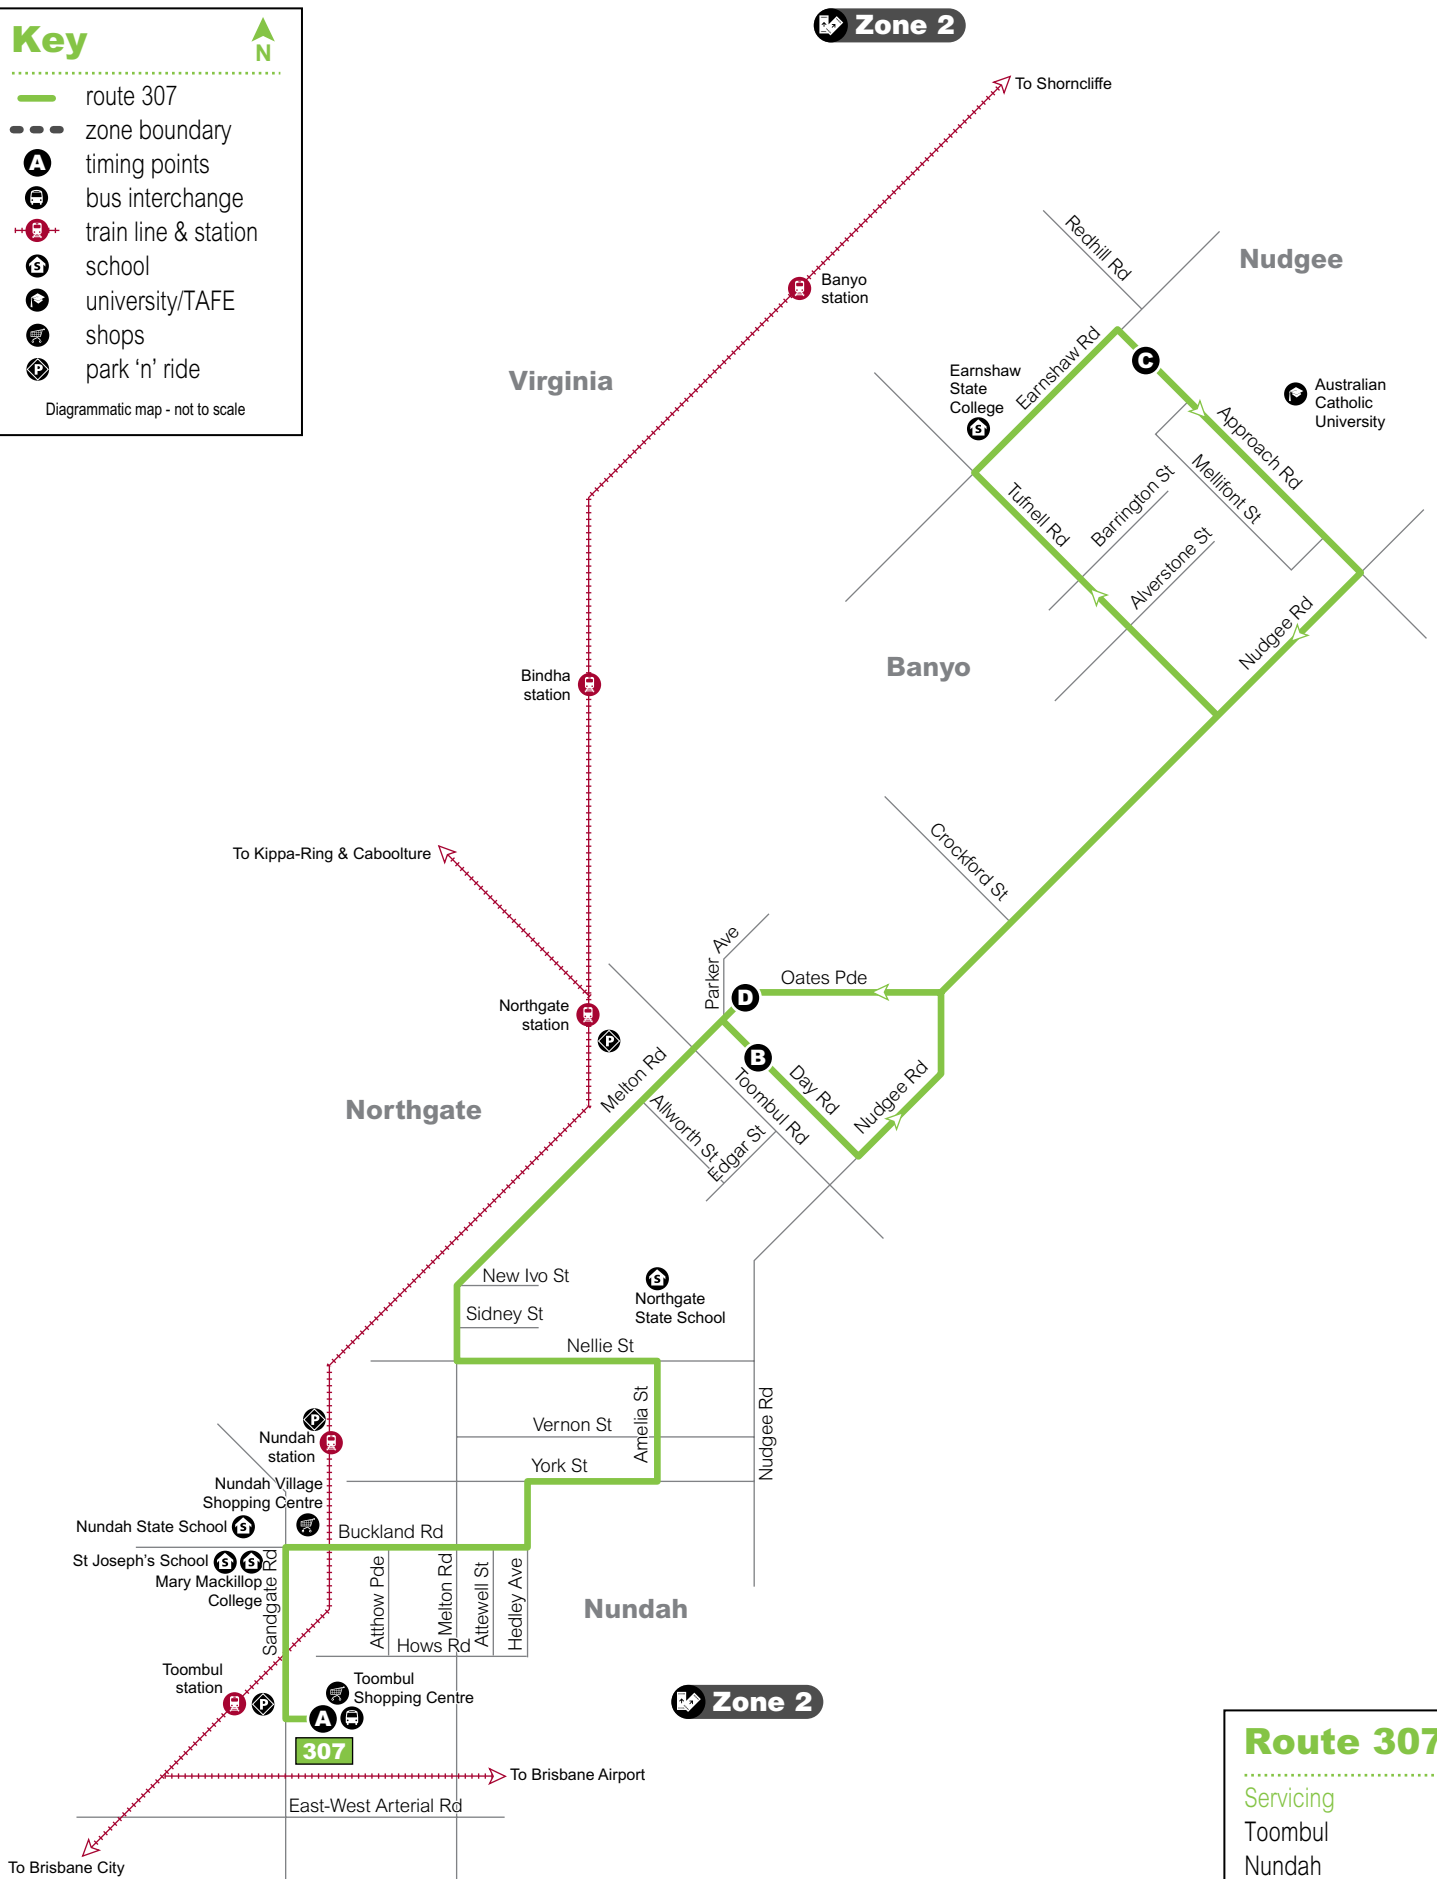 Key
N
route 307
zone boundary
A timing points
bus interchange
train line & station
S school
university/TAFE
shops
P park ‘n’ ride
Diagrammatic map - not to scale
Zone 2
To Shorncliffe
Redhill Rd
Nudgee
Banyo
station
Virginia
Earnshaw Rd
C
Earnshaw
State
College
S
Australian
Catholic
University
Approach Rd
Mellifont St
Barrington St
Tufnell Rd
Alverstone St
Nudgee Rd
Banyo
Bindha
station
Crockford St
To Kippa-Ring & Caboolture
Parker Ave
Oates Pde
D
Northgate
station
P
B
Melton Rd
Toombul Rd
Day Rd
Nudgee Rd
Northgate
Allworth St
Edgar St
New Ivo St
S
Northgate
State School
Sidney St
Nellie St
Amelia St
Nudgee Rd
P
Nundah
station
Vernon St
York St
Nundah Village
Shopping Centre
Nundah State School S
Buckland Rd
St Joseph’s School S S
Mary Mackillop
College
Sandgate Rd
Atthow Pde
Melton Rd
Attewell St
Hedley Ave
Nundah
Hows Rd
Toombul
station
P
Toombul
Shopping Centre
A
307
Zone 2
To Brisbane Airport
East-West Arterial Rd
To Brisbane City
Route 307
Servicing
Toombul
Nundah